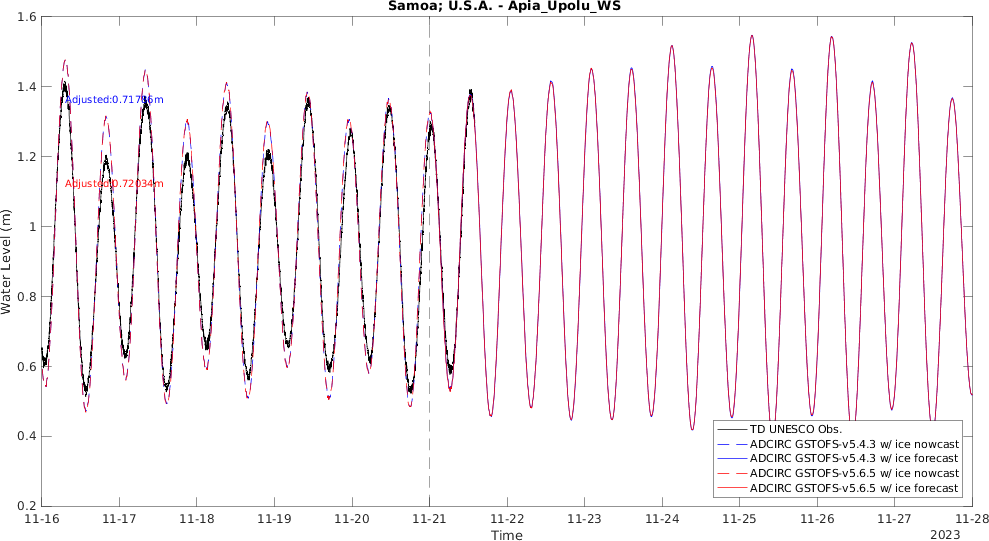 Samoa; U.S.A. - Apia_Upolu_WS
1.6
1.4
1.2
1
0.8
0.6
0.4
0.2
Water Level (m)
Adjusted:0.71706m
Adjusted:0.72034m
TD UNESCO Obs.
ADCIRC GSTOFS-v5.4.3 w/ ice nowcast
ADCIRC GSTOFS-v5.4.3 w/ ice forecast
ADCIRC GSTOFS-v5.6.5 w/ ice nowcast
ADCIRC GSTOFS-v5.6.5 w/ ice forecast
11-16 11-17 11-18 11-19 11-20 11-21 11-22 11-23 11-24 11-25 11-26 11-27 11-28
Time
2023